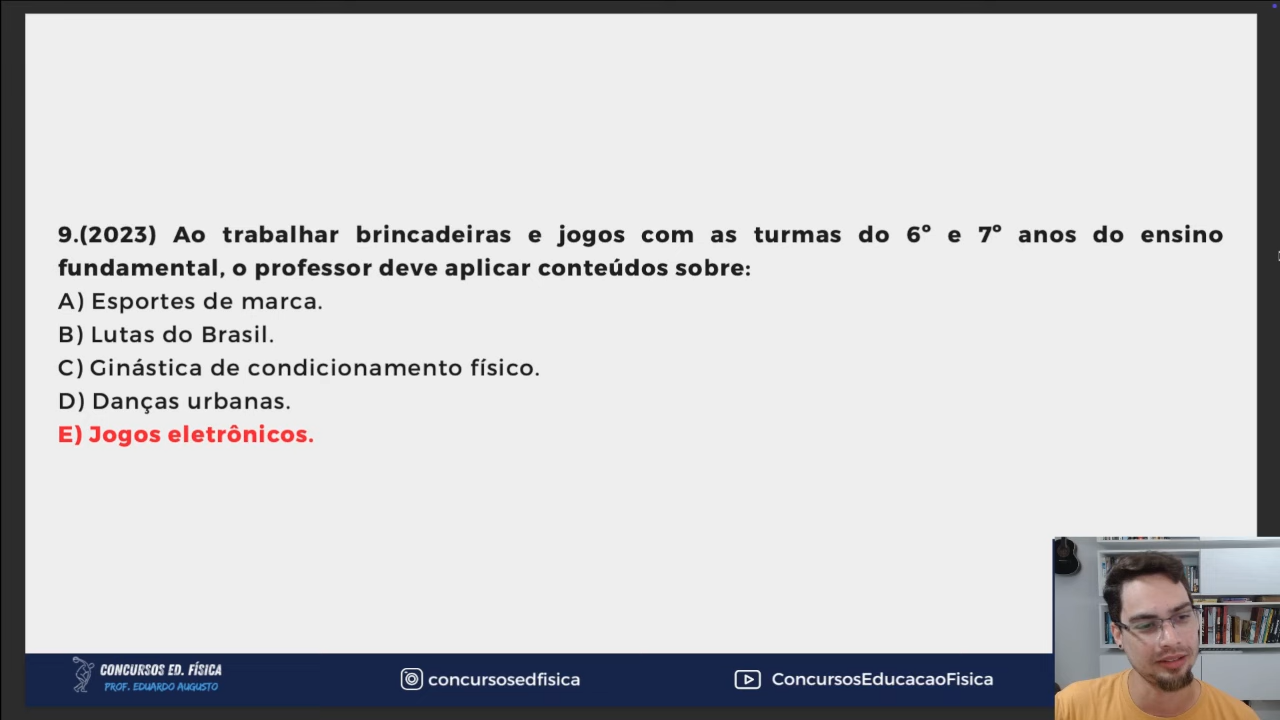 9.(2023) Ao trabalhar brincadeiras e jogos com as turmas do 6º e 7º anos do ensino
fundamental, o professor deve aplicar conteúdos sobre:
A) Esportes de marca.
B) Lutas do Brasil.
C) Ginástica de condicionamento físico.
D) Danças urbanas.
E) Jogos eletrônicos.
CONCURSOS ED. FÍSICA
PROF. EDUARDO AUGUSTO
concursosedfisica
ConcursosEducacaoFisica